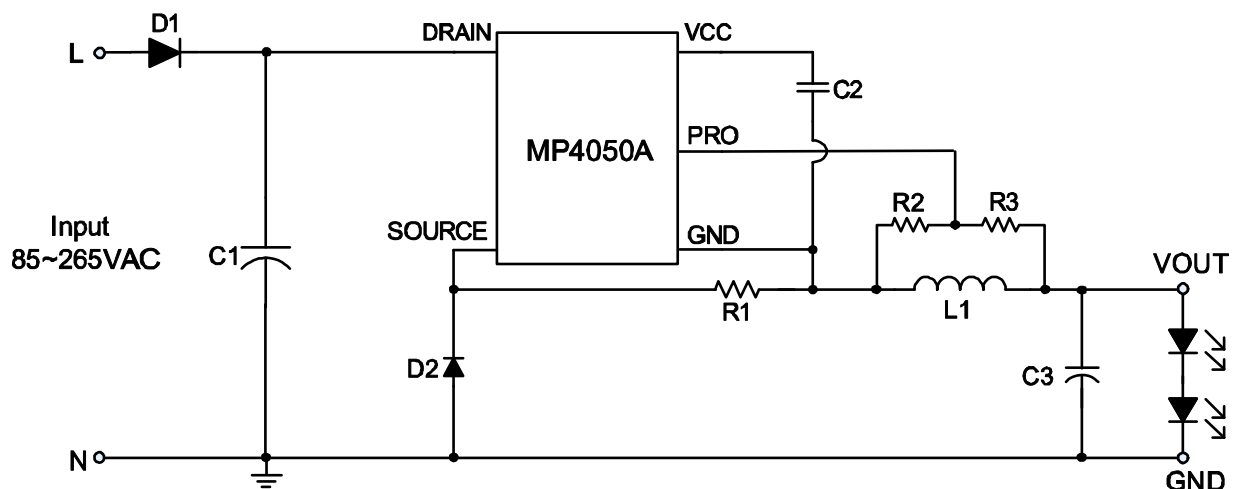 D1
L
DRAIN
VCC
C2
MP4050A
PRO
R2
R3
Input
85~265VAC
C1
SOURCE
GND
VOUT
R1
L1
D2
C3
N
GND